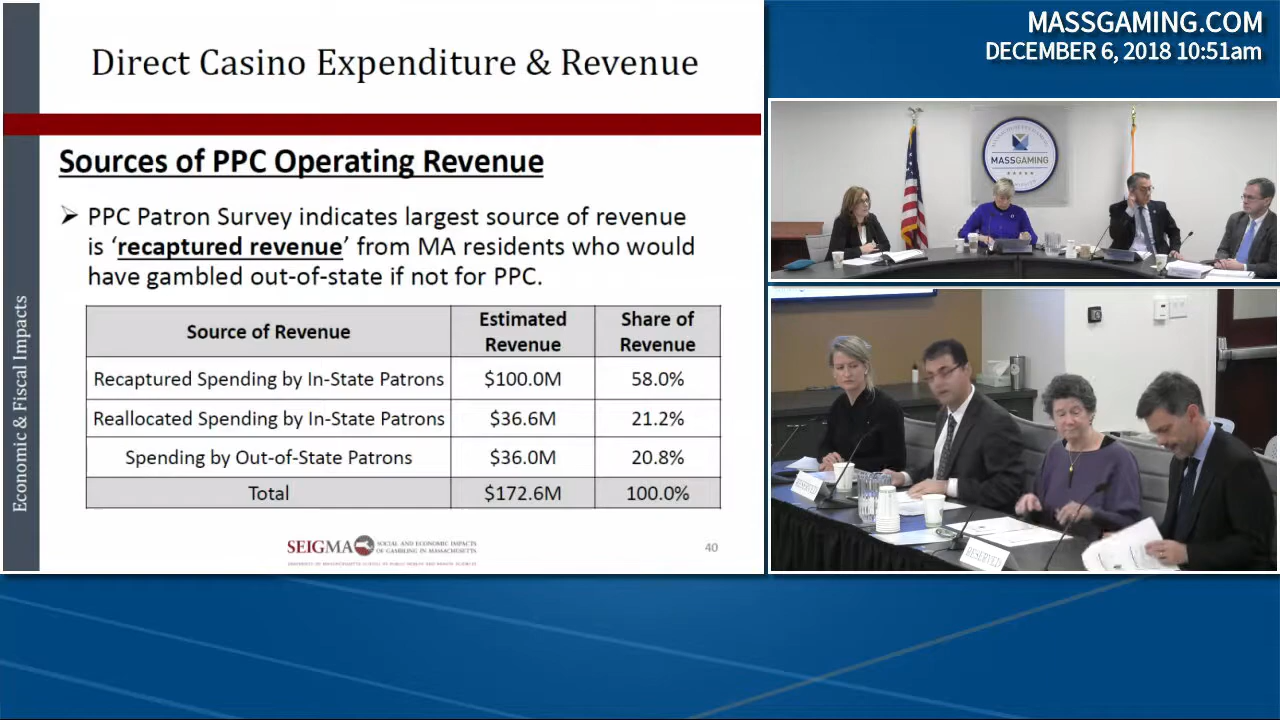 MASSGAMING.COM
DECEMBER 6, 2018 10:51am
Direct Casino Expenditure & Revenue
Sources of PPC Operating Revenue
➢ PPC Patron Survey indicates largest source of revenue
is ‘recaptured revenue’ from MA residents who would
have gambled out-of-state if not for PPC.
Source of Revenue Estimated Revenue Share of Revenue
Recaptured Spending by In-State Patrons $100.0M 58.0%
Reallocated Spending by In-State Patrons $36.6M 21.2%
Spending by Out-of-State Patrons $36.0M 20.8%
Total $172.6M 100.0%
Economic & Fiscal Impacts
SEIGMA SOCIAL AND ECONOMIC IMPACTS
OF GAMBLING IN MASSACHUSETTS
40
MASSGAMING
RESERVED
RESERVED